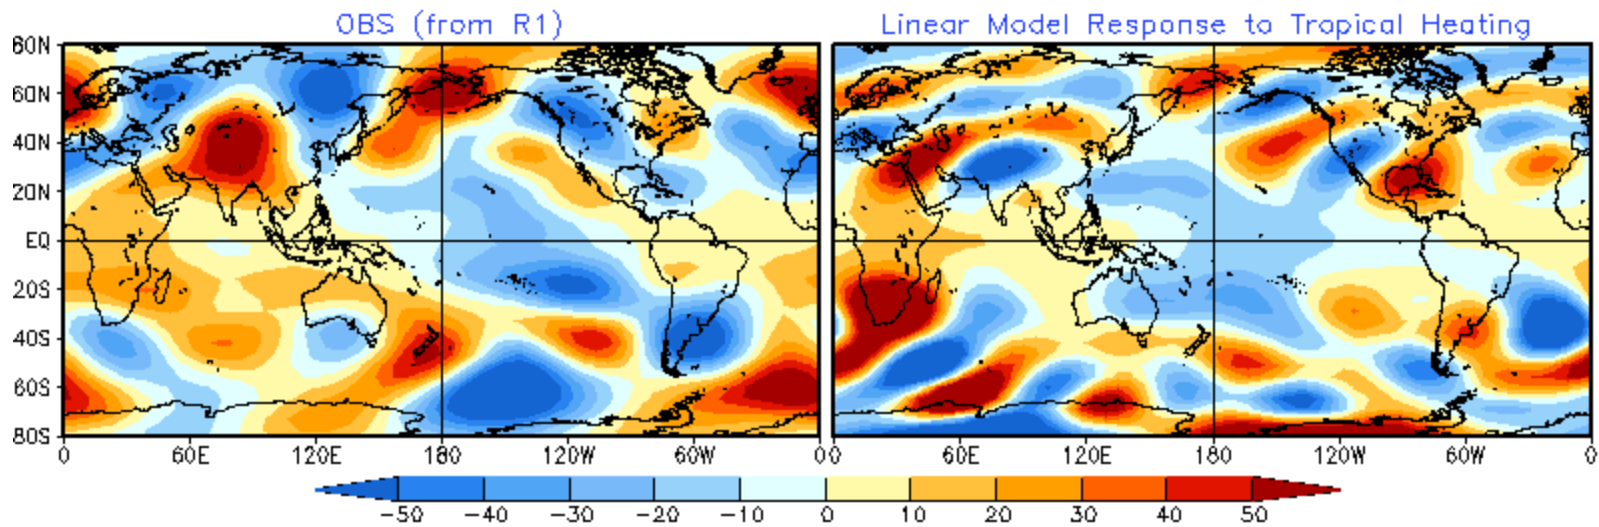 OBS (from R1)
Linear Model Response to Tropical Heating
80N
60N
40N
20N
EQ
20S
40S
60S
80S
0 60E 120E 180 120W 60W 0
0 60E 120E 180 120W 60W 0
-50 -40 -30 -20 -10 0 10 20 30 40 50